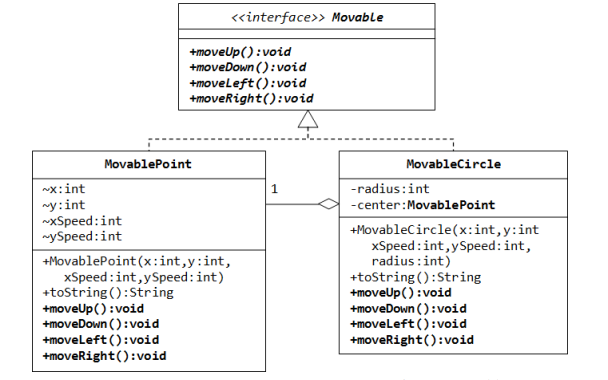 <<interface>> Movable
+moveUp():void
+moveDown():void
+moveLeft():void
+moveRight():void
MovablePoint
~x:int
~y:int
~xSpeed:int
~ySpeed:int
+MovablePoint(x:int,y:int,
xSpeed:int,ySpeed:int)
+toString():String
+moveUp():void
+moveDown():void
+moveLeft():void
+moveRight():void
1
MovableCircle
-radius:int
-center:MovablePoint
+MovableCircle(x:int,y:int
xSpeed:int,ySpeed:int,
radius:int)
+toString():String
+moveUp():void
+moveDown():void
+moveLeft():void
+moveRight():void